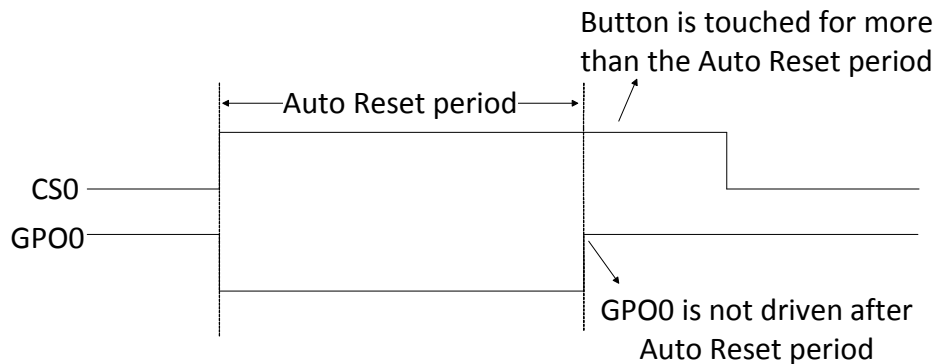 Button is touched for more
than the Auto Reset period
Auto Reset period
CS0
GPO0
GPO0 is not driven after
Auto Reset period